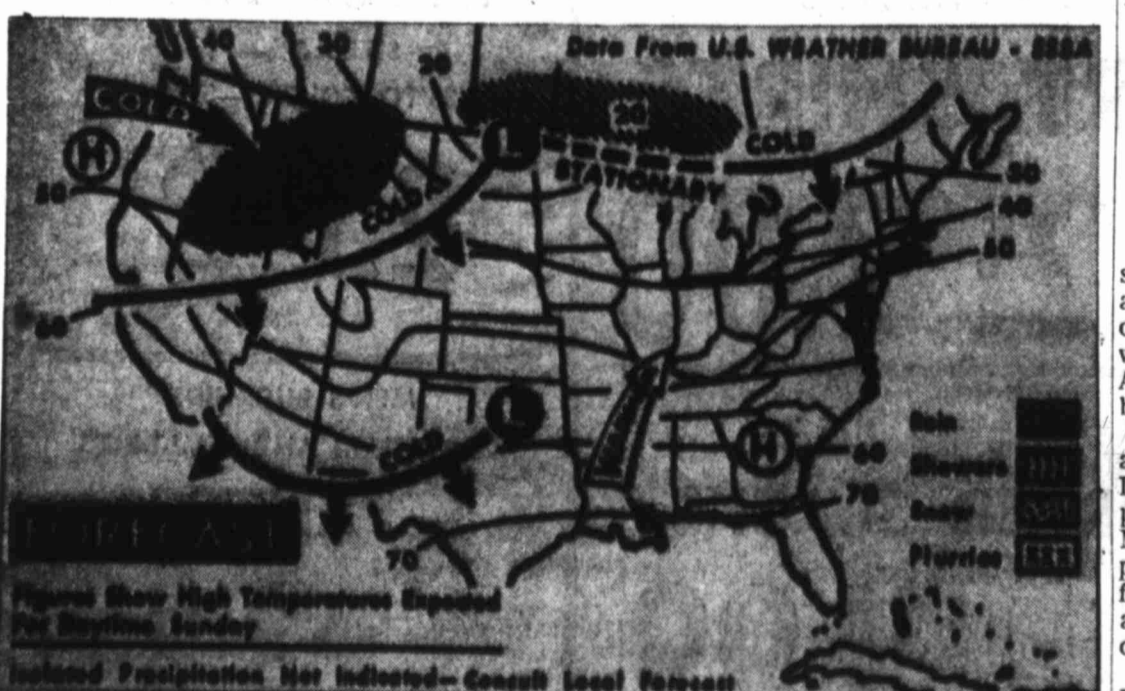 Data From U.S. WEATHER BUREAU - ESSA
40
30
20
COLD
20
COLD
H
L
STATIONARY
50
30
40
COLD
50
60
L
COLD
H
60
70
Rain
Showers
Snow
Flurries
FORECAST
70
Figures Show High Temperatures Expected
For Daytime Sunday
Isolated Precipitation Not Indicated—Consult Local Forecast